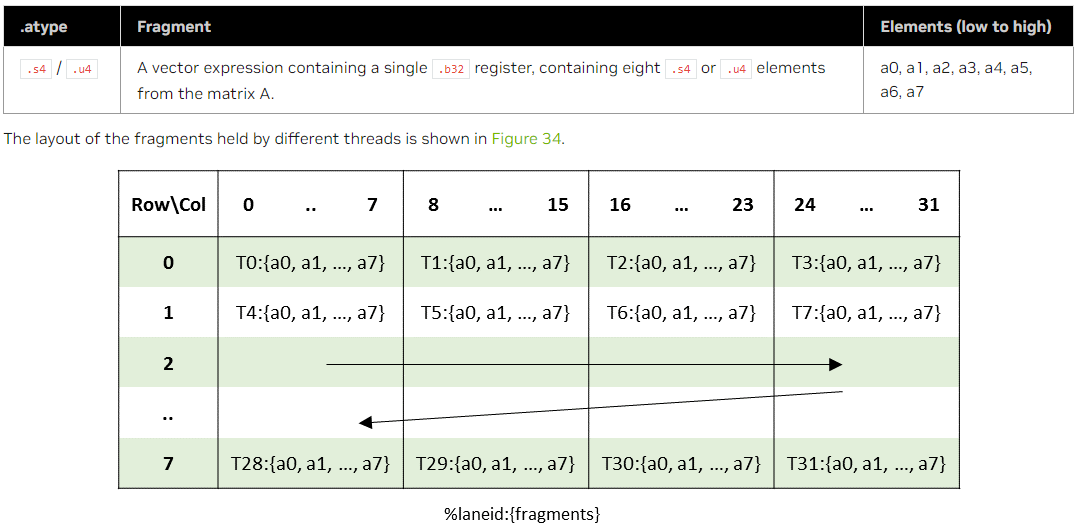 .atype Fragment Elements (low to high)
.s4 / .u4 A vector expression containing a single .b32 register, containing eight .s4 or .u4 elements a0, a1, a2, a3, a4, a5,
from the matrix A. a6, a7
The layout of the fragments held by different threads is shown in Figure 34.
Row\Col 0 .. 7 8 ... 15 16 ... 23 24 ... 31
0 T0:{a0, a1, ..., a7} T1:{a0, a1, ..., a7} T2:{a0, a1, ..., a7} T3:{a0, a1, ..., a7}
1 T4:{a0, a1, ..., a7} T5:{a0, a1, ..., a7} T6:{a0, a1, ..., a7} T7:{a0, a1, ..., a7}
2
..
7 T28:{a0, a1, ..., a7} T29:{a0, a1, ..., a7} T30:{a0, a1, ..., a7} T31:{a0, a1, ..., a7}
%laneid:{fragments}